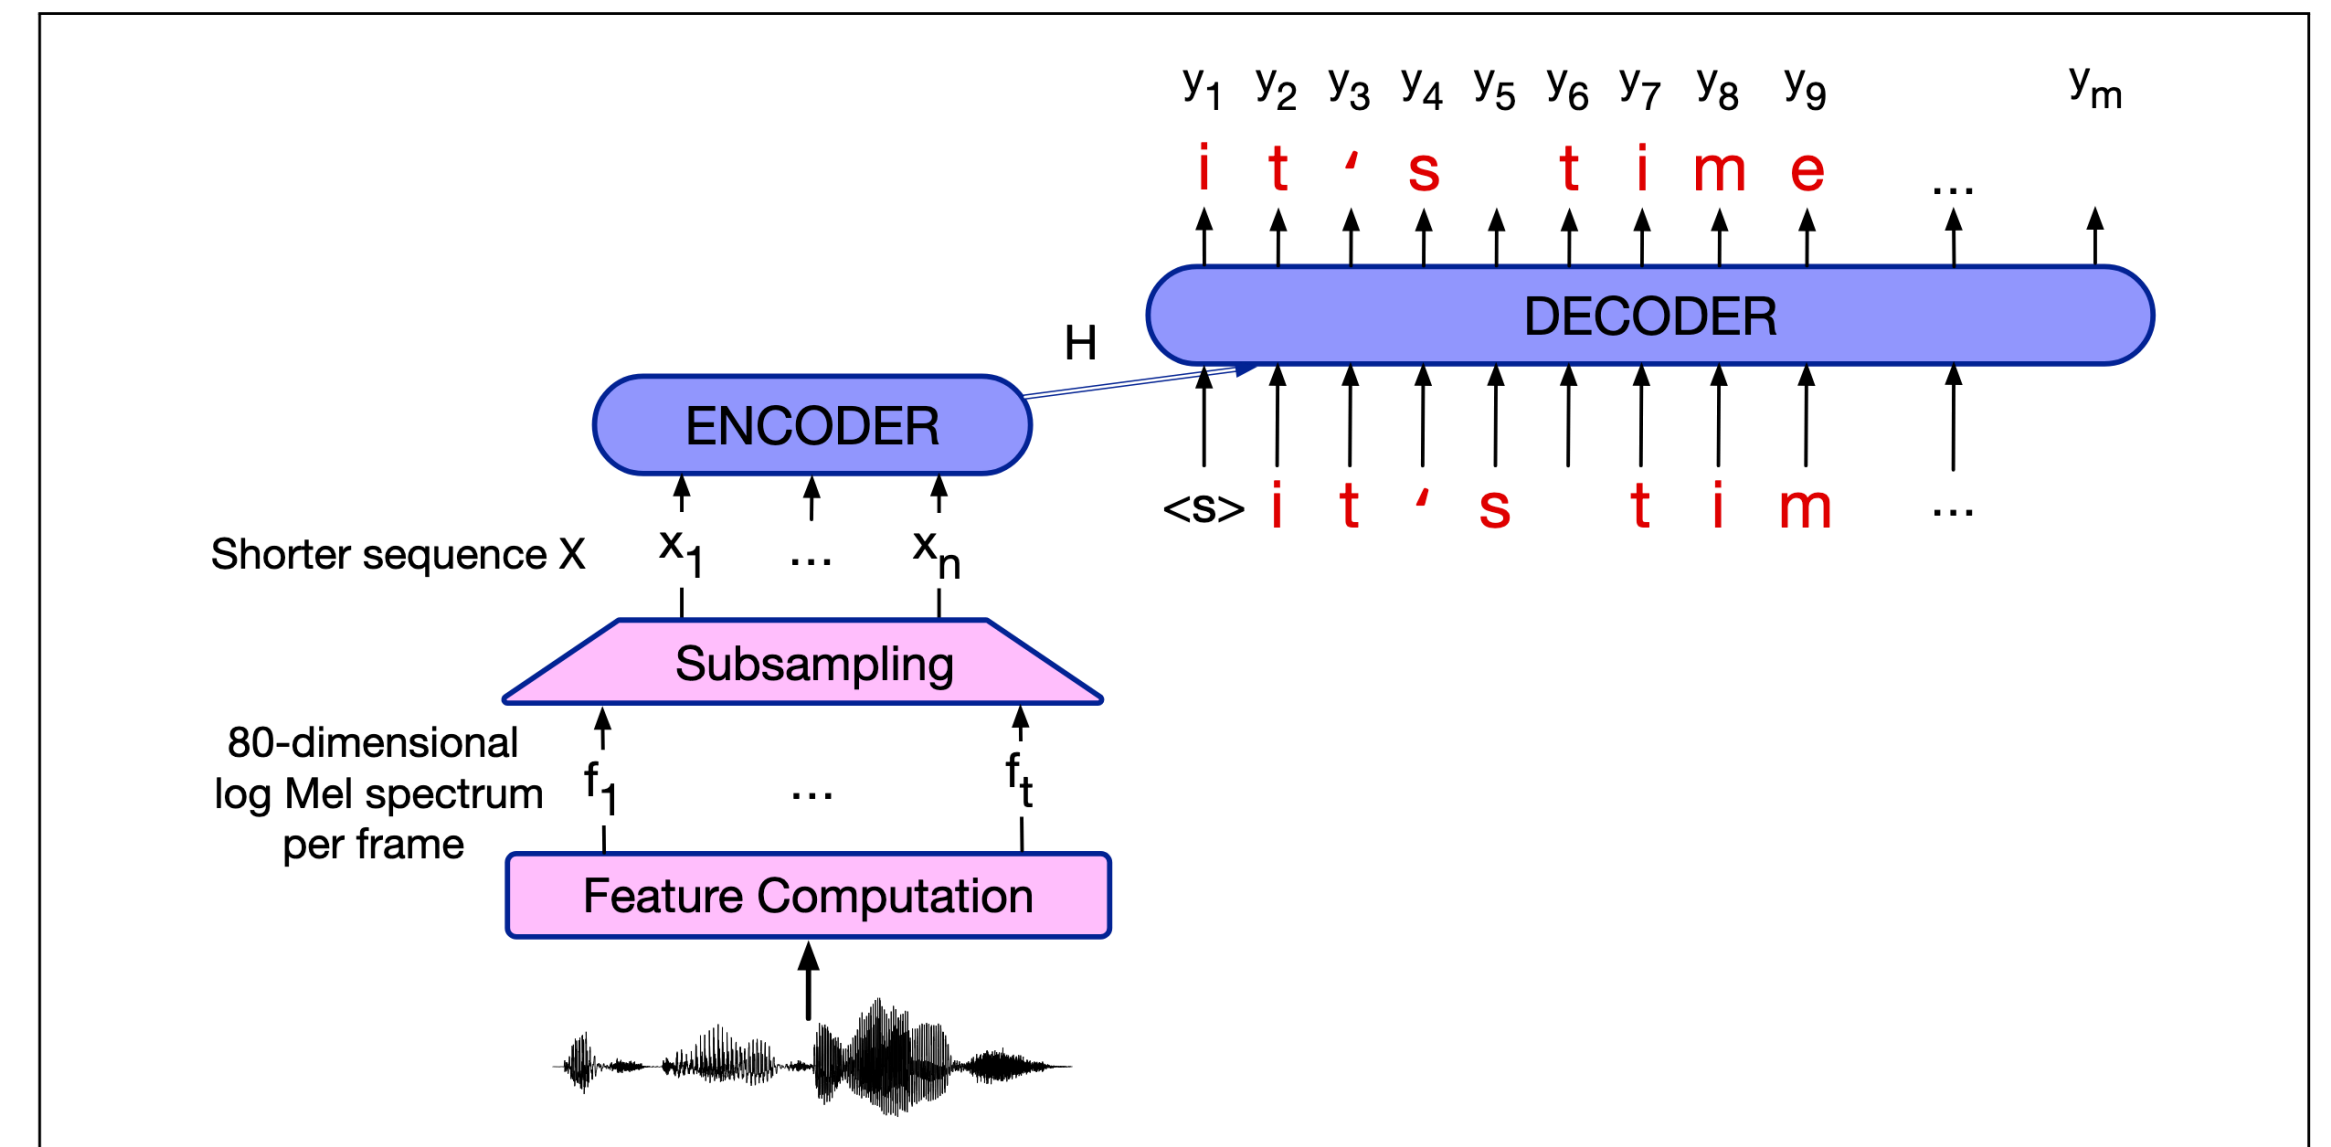 y1 y2 y3 y4 y5 y6 y7 y8 y9 ym
i t ‘ s t i m e ...
DECODER
H
ENCODER
<s> i t ‘ s t i m ...
Shorter sequence X x1 ... xn
Subsampling
80-dimensional
log Mel spectrum
per frame
f1 ... ft
Feature Computation